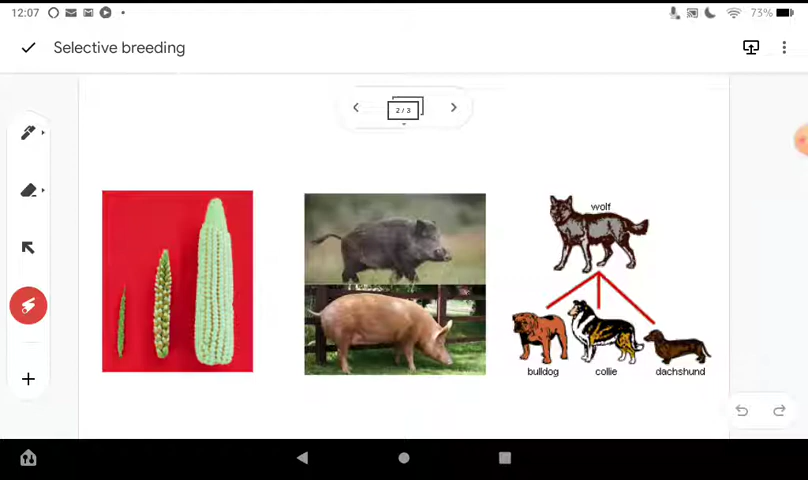 12:07
73%
Selective breeding
2 / 3
wolf
bulldog
collie
dachshund